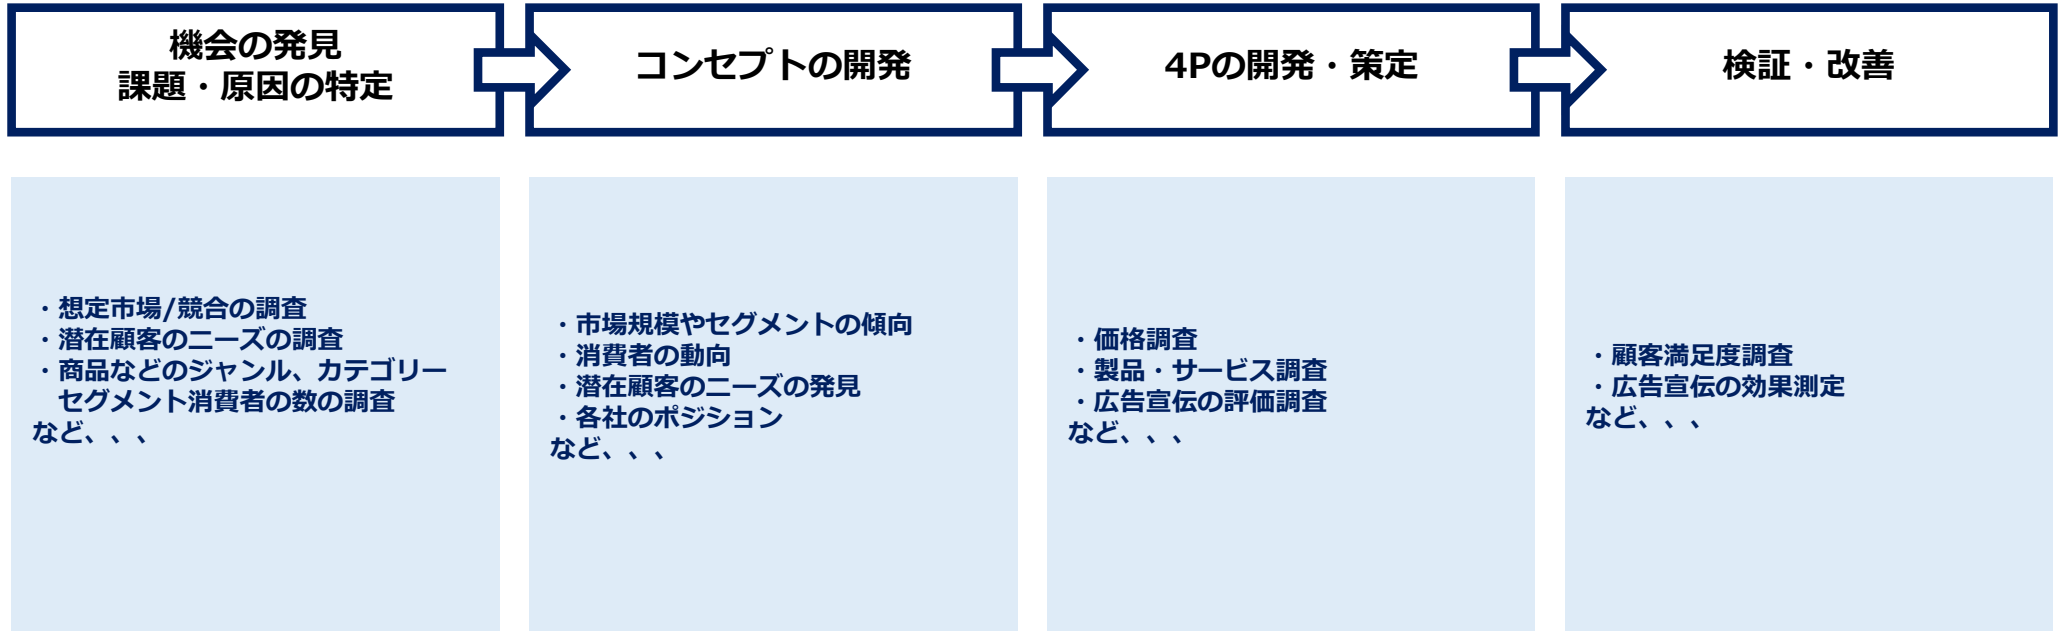 機会の発見
課題・原因の特定
コンセプトの開発
4Pの開発・策定
検証・改善
・想定市場/競合の調査
・潜在顧客のニーズの調査
・商品などのジャンル、カテゴリー
セグメント消費者の数の調査
など、、、
・市場規模やセグメントの傾向
・消費者の動向
・潜在顧客のニーズの発見
・各社のポジション
など、、、
・価格調査
・製品・サービス調査
・広告宣伝の評価調査
など、、、
・顧客満足度調査
・広告宣伝の効果測定
など、、、